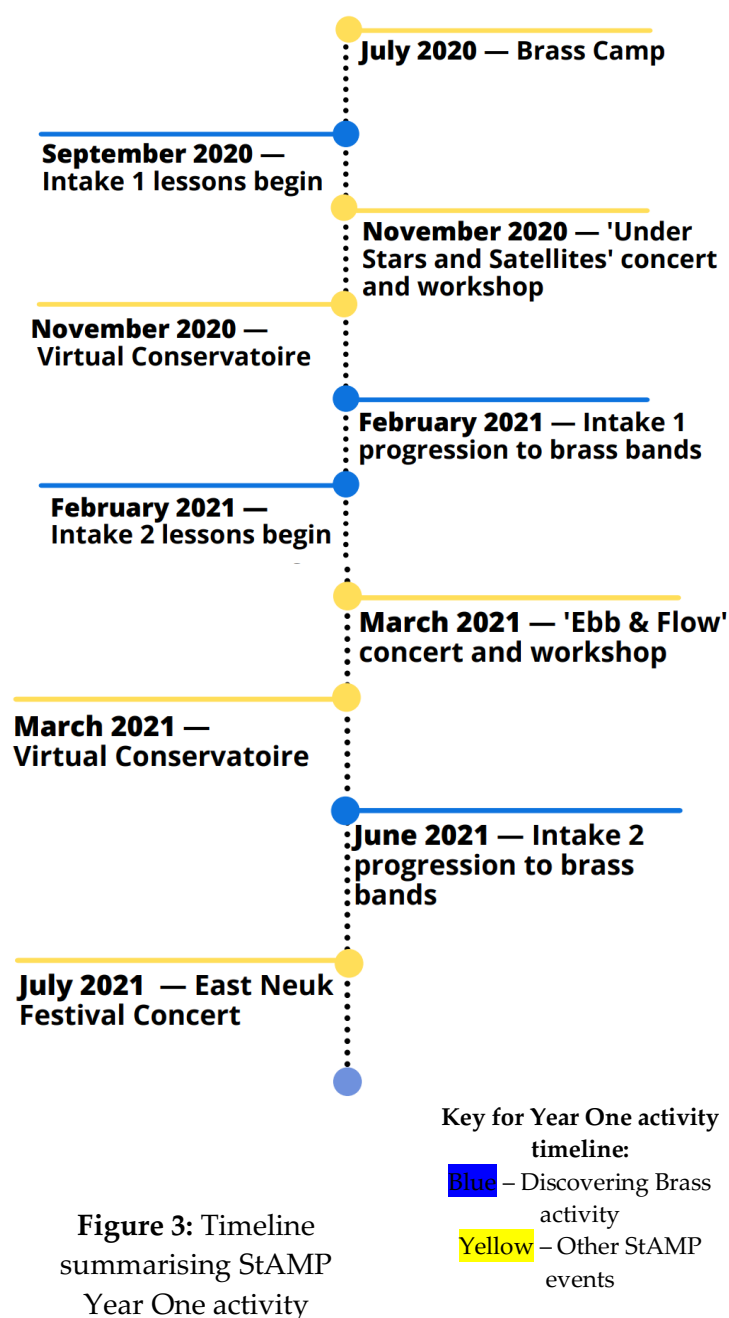 July 2020 — Brass Camp
September 2020 —
Intake 1 lessons begin
November 2020 — 'Under
Stars and Satellites' concert
and workshop
November 2020 —
Virtual Conservatoire
February 2021 — Intake 1
progression to brass bands
February 2021 —
Intake 2 lessons begin
March 2021 — 'Ebb & Flow'
concert and workshop
March 2021 —
Virtual Conservatoire
June 2021 — Intake 2
progression to brass
bands
July 2021 — East Neuk
Festival Concert
Key for Year One activity
timeline:
Blue – Discovering Brass
activity
Yellow – Other StAMP
events
Figure 3: Timeline
summarising StAMP
Year One activity